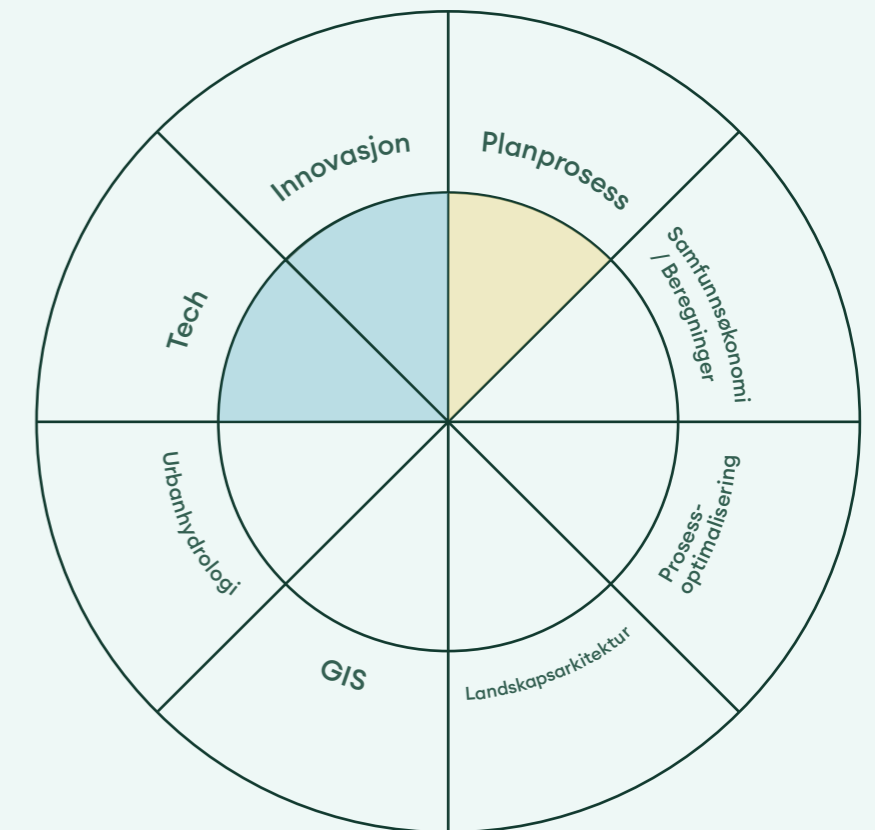 Innovasjon
Planprosess
Samfunnsøkonomi
/ Beregninger
Prosess-
optimalisering
Landskapsarkitektur
GIS
Urbanhydrologi
Tech